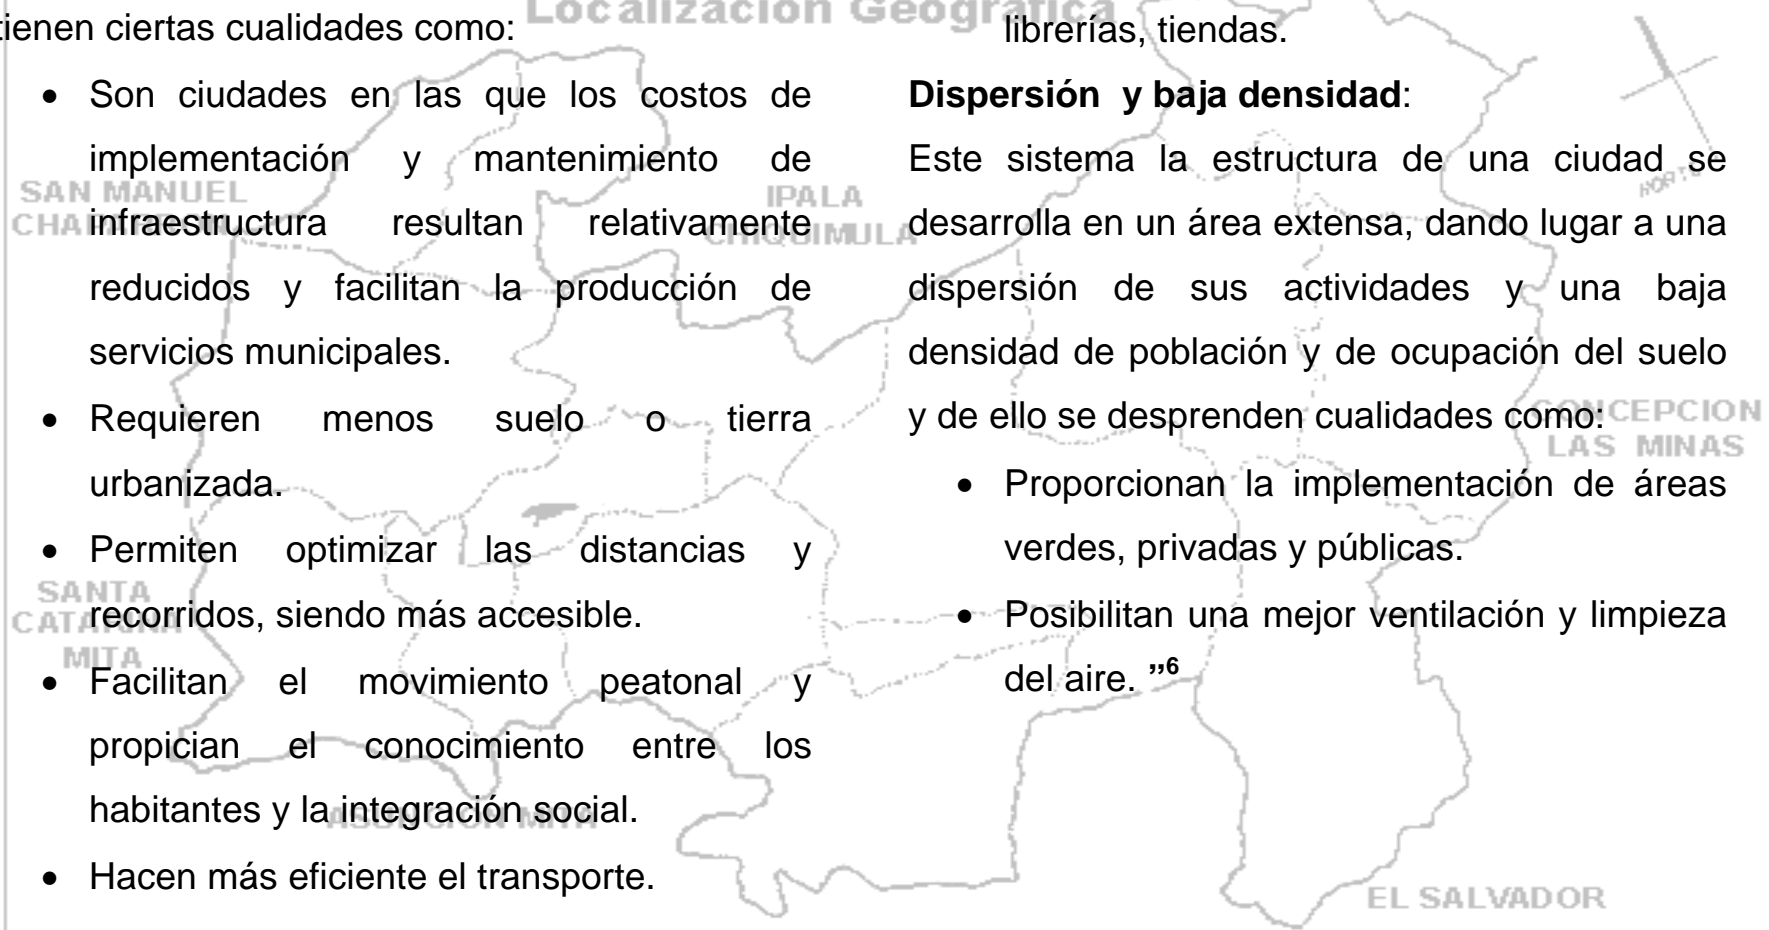 Localización Geográfica
tienen ciertas cualidades como:
• Son ciudades en las que los costos de
implementación y mantenimiento de
infraestructura resultan relativamente
reducidos y facilitan la producción de
servicios municipales.
• Requieren menos suelo o tierra
urbanizada.
• Permiten optimizar las distancias y
recorridos, siendo más accesible.
• Facilitan el movimiento peatonal y
propician el conocimiento entre los
habitantes y la integración social.
• Hacen más eficiente el transporte.
librerías, tiendas.
Dispersión y baja densidad:
Este sistema la estructura de una ciudad se
desarrolla en un área extensa, dando lugar a una
dispersión de sus actividades y una baja
densidad de población y de ocupación del suelo
y de ello se desprenden cualidades como:
• Proporcionan la implementación de áreas
verdes, privadas y públicas.
• Posibilitan una mejor ventilación y limpieza
del aire. ”6
SAN MANUEL
IPALA
CHIQUIMULA
NORTE
CONCEPCION
LAS MINAS
SANTA
CATARINA
MITA
ASUNCION MITA
EL SALVADOR